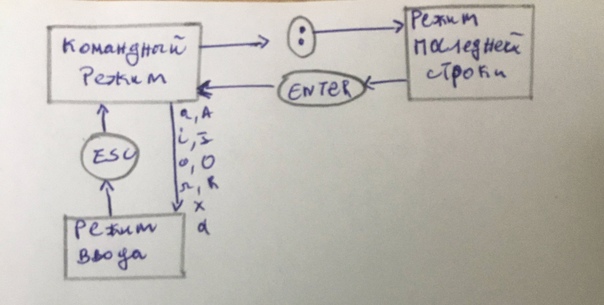 Командный
Режим
:
Режим
последней
строки
ENTER
ESC
a, A
i, I
o, O
r, R
x
d
Режим
ввода